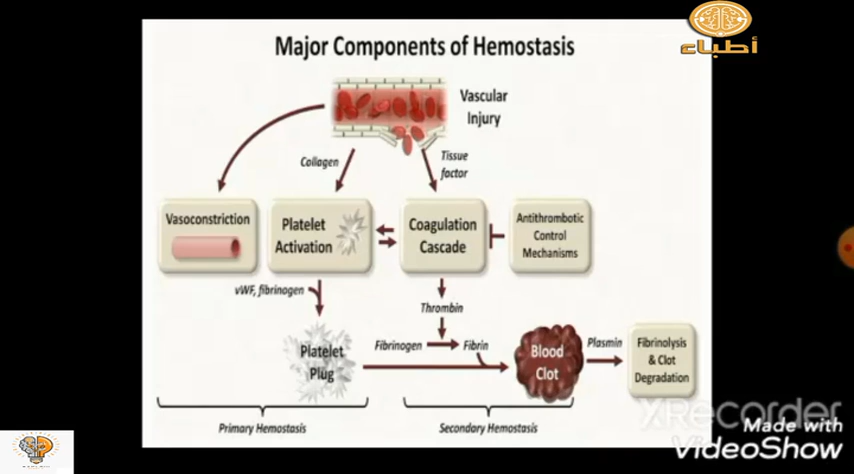 أطباء
Major Components of Hemostasis
Vascular
Injury
Collagen
Tissue
factor
Vasoconstriction
Platelet
Activation
Coagulation
Cascade
Antithrombotic
Control
Mechanisms
vWF, fibrinogen
Thrombin
Platelet
Plug
Fibrinogen
Fibrin
Blood
Clot
Plasmin
Fibrinolysis
& Clot
Degradation
Primary Hemostasis
Secondary Hemostasis
XRecorder
Made with
VideoShow